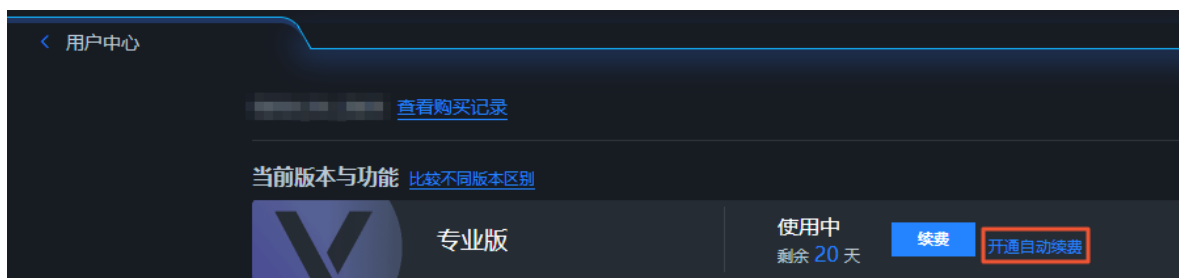 用户中心
查看购买记录
当前版本与功能 比较不同版本区别
专业版
使用中
剩余 20 天
续费
开通自动续费